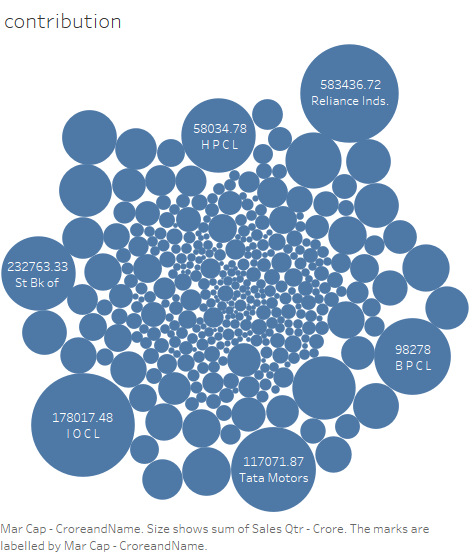 contribution
583436.72
Reliance Inds.
58034.78
H P C L
232763.33
St Bk of
98278
B P C L
178017.48
I O C L
117071.87
Tata Motors
Mar Cap - CroreandName. Size shows sum of Sales Qtr - Crore. The marks are
labelled by Mar Cap - CroreandName.